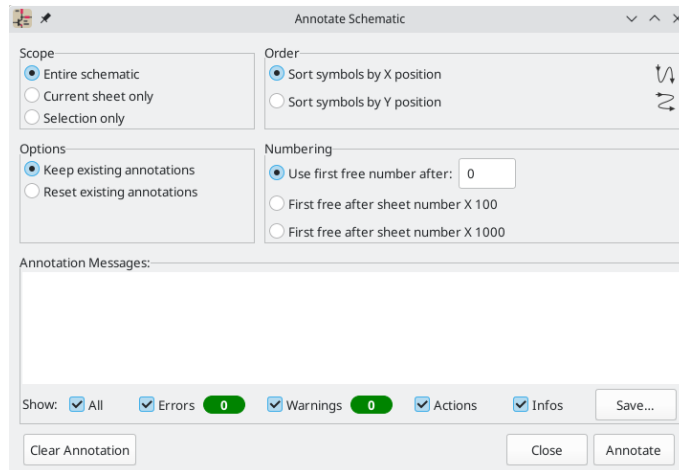 Annotate Schematic
Scope
Entire schematic
Current sheet only
Selection only
Order
Sort symbols by X position
Sort symbols by Y position
Options
Keep existing annotations
Reset existing annotations
Numbering
Use first free number after: 0
First free after sheet number X 100
First free after sheet number X 1000
Annotation Messages:
Show: All Errors 0 Warnings 0 Actions Infos Save...
Clear Annotation Close Annotate